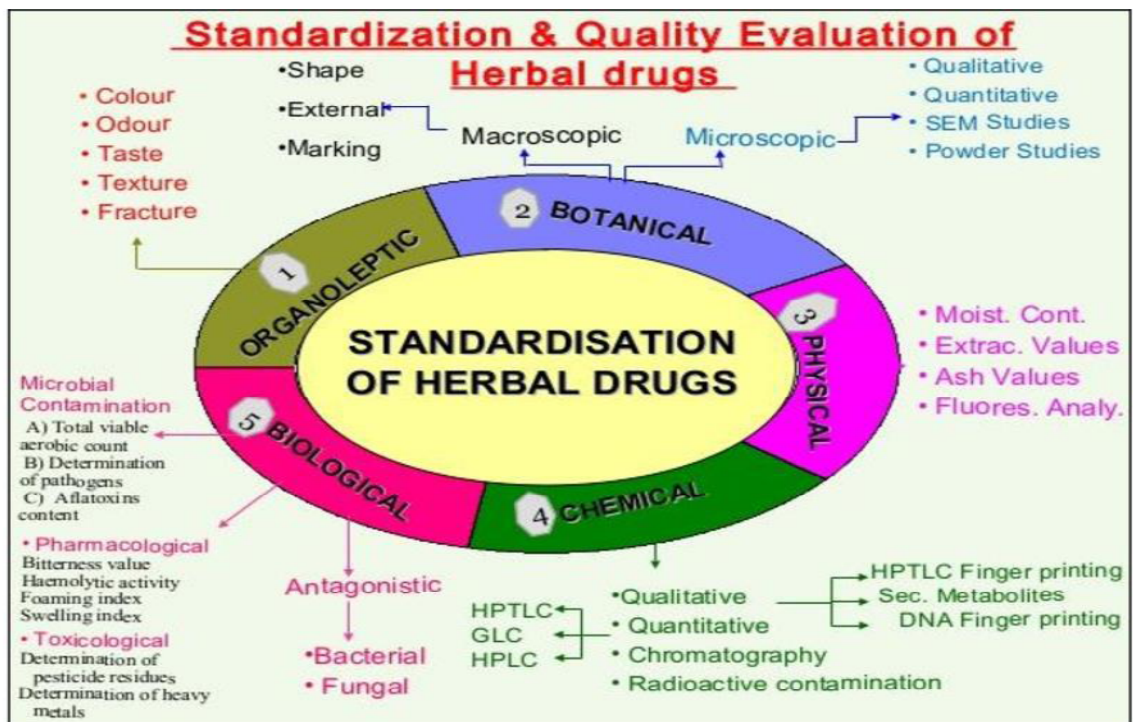 Standardization & Quality Evaluation of
Herbal drugs
• Colour
• Odour
• Taste
• Texture
• Fracture
•Shape
•External
•Marking
Macroscopic
Microscopic
• Qualitative
• Quantitative
• SEM Studies
• Powder Studies
1 ORGANOLEPTIC
2 BOTANICAL
3 PHYSICAL
4 CHEMICAL
5 BIOLOGICAL
STANDARDISATION
OF HERBAL DRUGS
• Moist. Cont.
• Extrac. Values
• Ash Values
• Fluores. Analy.
Microbial
Contamination
A) Total viable
aerobic count
B) Determination
of pathogens
C) Aflatoxins
content
• Pharmacological
Bitterness value
Haemolytic activity
Foaming index
Swelling index
• Toxicological
Determination of
pesticide residues
Determination of heavy
metals
Antagonistic
•Bacterial
• Fungal
HPTLC
GLC
HPLC
•Qualitative
• Quantitative
• Chromatography
• Radioactive contamination
HPTLC Finger printing
Sec. Metabolites
DNA Finger printing